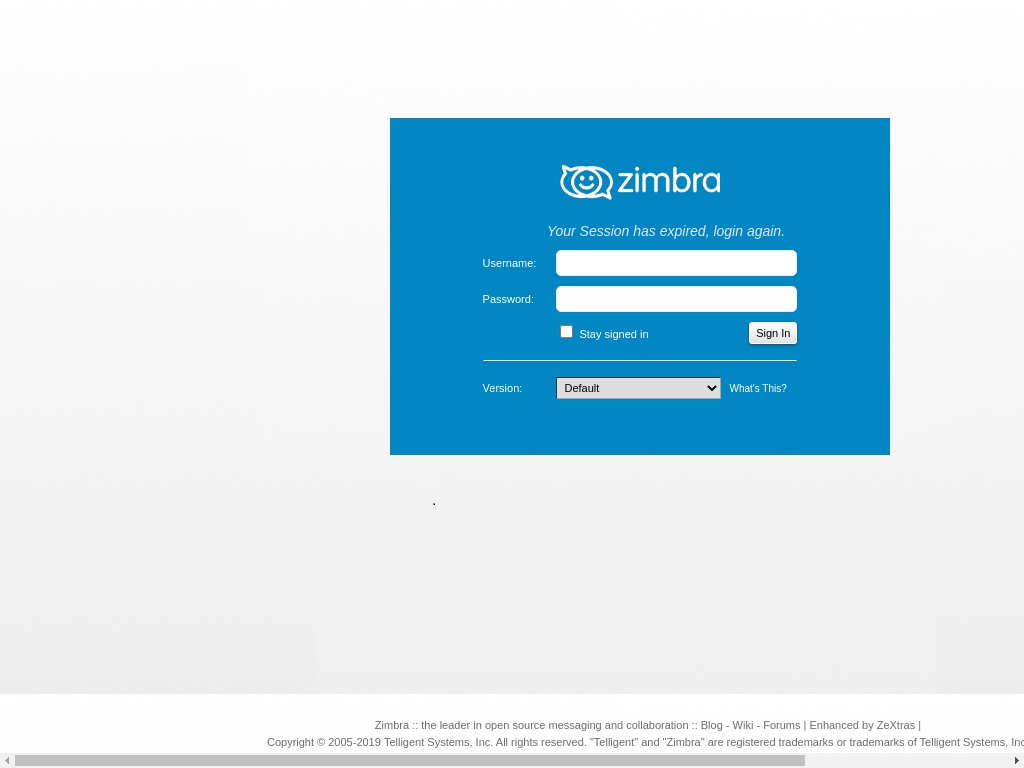 zimbra
Your Session has expired, login again.
Username:
Password:
Stay signed in
Sign In
Version:
Default
What's This?
.
Zimbra :: the leader in open source messaging and collaboration :: Blog - Wiki - Forums | Enhanced by ZeXtras |
Copyright © 2005-2019 Telligent Systems, Inc. All rights reserved. "Telligent" and "Zimbra" are registered trademarks or trademarks of Telligent Systems, Inc